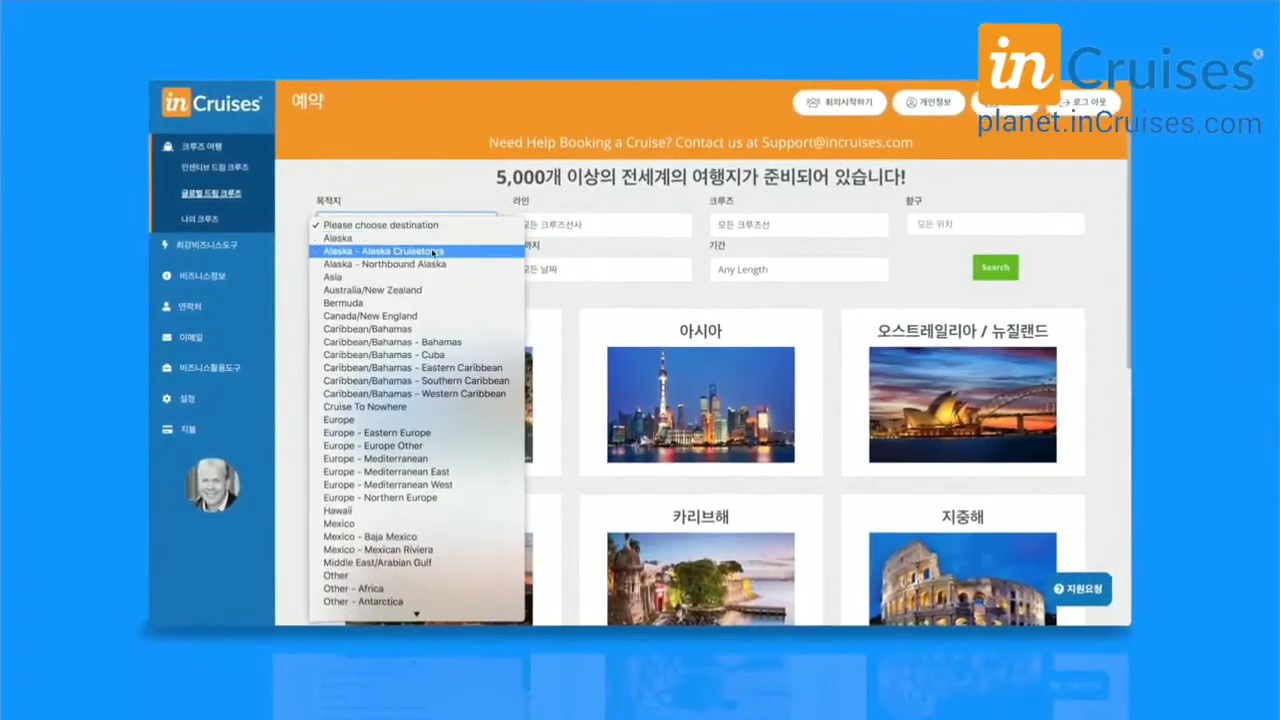 in Cruises®
planet.inCruises.com
in Cruises®
예약
회의시작하기
개인정보
로그 아웃
Need Help Booking a Cruise? Contact us at Support@incruises.com
크루즈 여행
인센티브 드림 크루즈
글로벌 드림 크루즈
나의 크루즈
최강비즈니스도구
비즈니스정보
연락처
이메일
비즈니스활용도구
설정
지불
5,000개 이상의 전세계의 여행지가 준비되어 있습니다!
목적지
라인
크루즈
항구
모든 크루즈선사
모든 크루즈선
모든 위치
까지
기간
모든 날짜
Any Length
Search
✓ Please choose destination
Alaska
Alaska - Alaska Cruisetours
Alaska - Northbound Alaska
Asia
Australia/New Zealand
Bermuda
Canada/New England
Caribbean/Bahamas
Caribbean/Bahamas - Bahamas
Caribbean/Bahamas - Cuba
Caribbean/Bahamas - Eastern Caribbean
Caribbean/Bahamas - Southern Caribbean
Caribbean/Bahamas - Western Caribbean
Cruise To Nowhere
Europe
Europe - Eastern Europe
Europe - Europe Other
Europe - Mediterranean
Europe - Mediterranean East
Europe - Mediterranean West
Europe - Northern Europe
Hawaii
Mexico
Mexico - Baja Mexico
Mexico - Mexican Riviera
Middle East/Arabian Gulf
Other
Other - Africa
Other - Antarctica
아시아
오스트레일리아 / 뉴질랜드
카리브해
지중해
지원요청